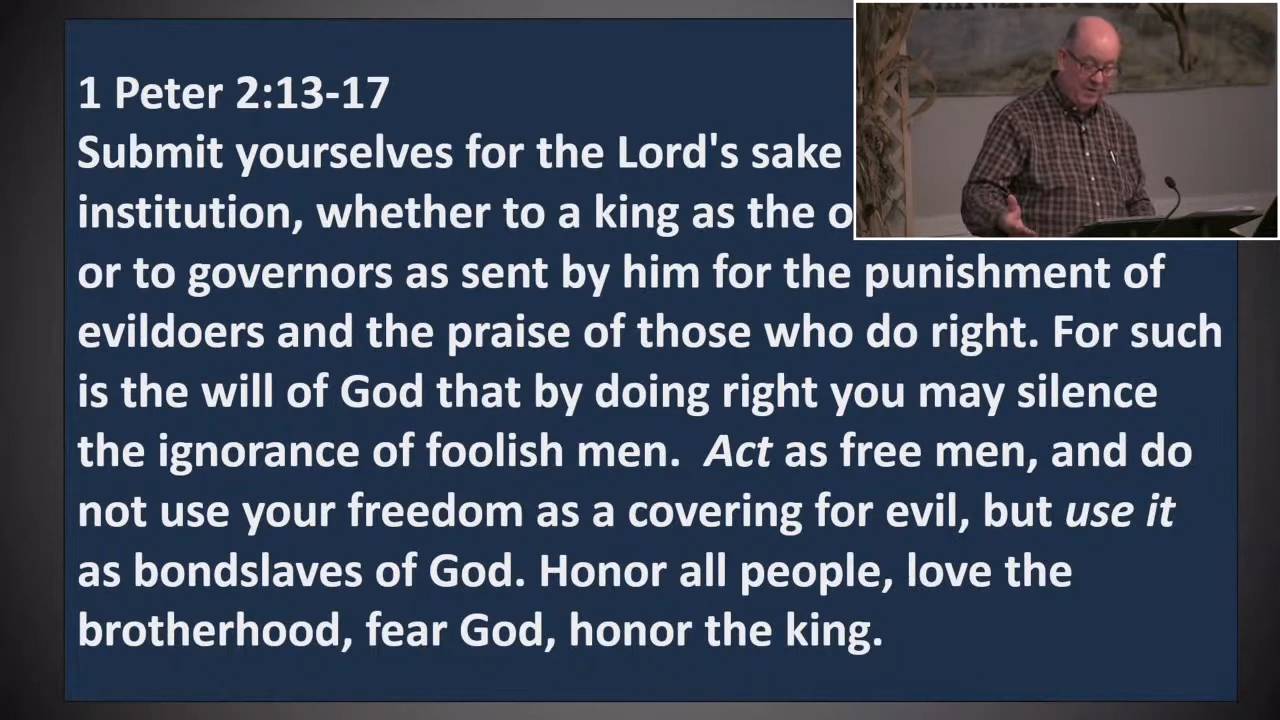 1 Peter 2:13-17
Submit yourselves for the Lord's sake
institution, whether to a king as the
or to governors as sent by him for the punishment of
evildoers and the praise of those who do right. For such
is the will of God that by doing right you may silence
the ignorance of foolish men. Act as free men, and do
not use your freedom as a covering for evil, but use it
as bondslaves of God. Honor all people, love the
brotherhood, fear God, honor the king.